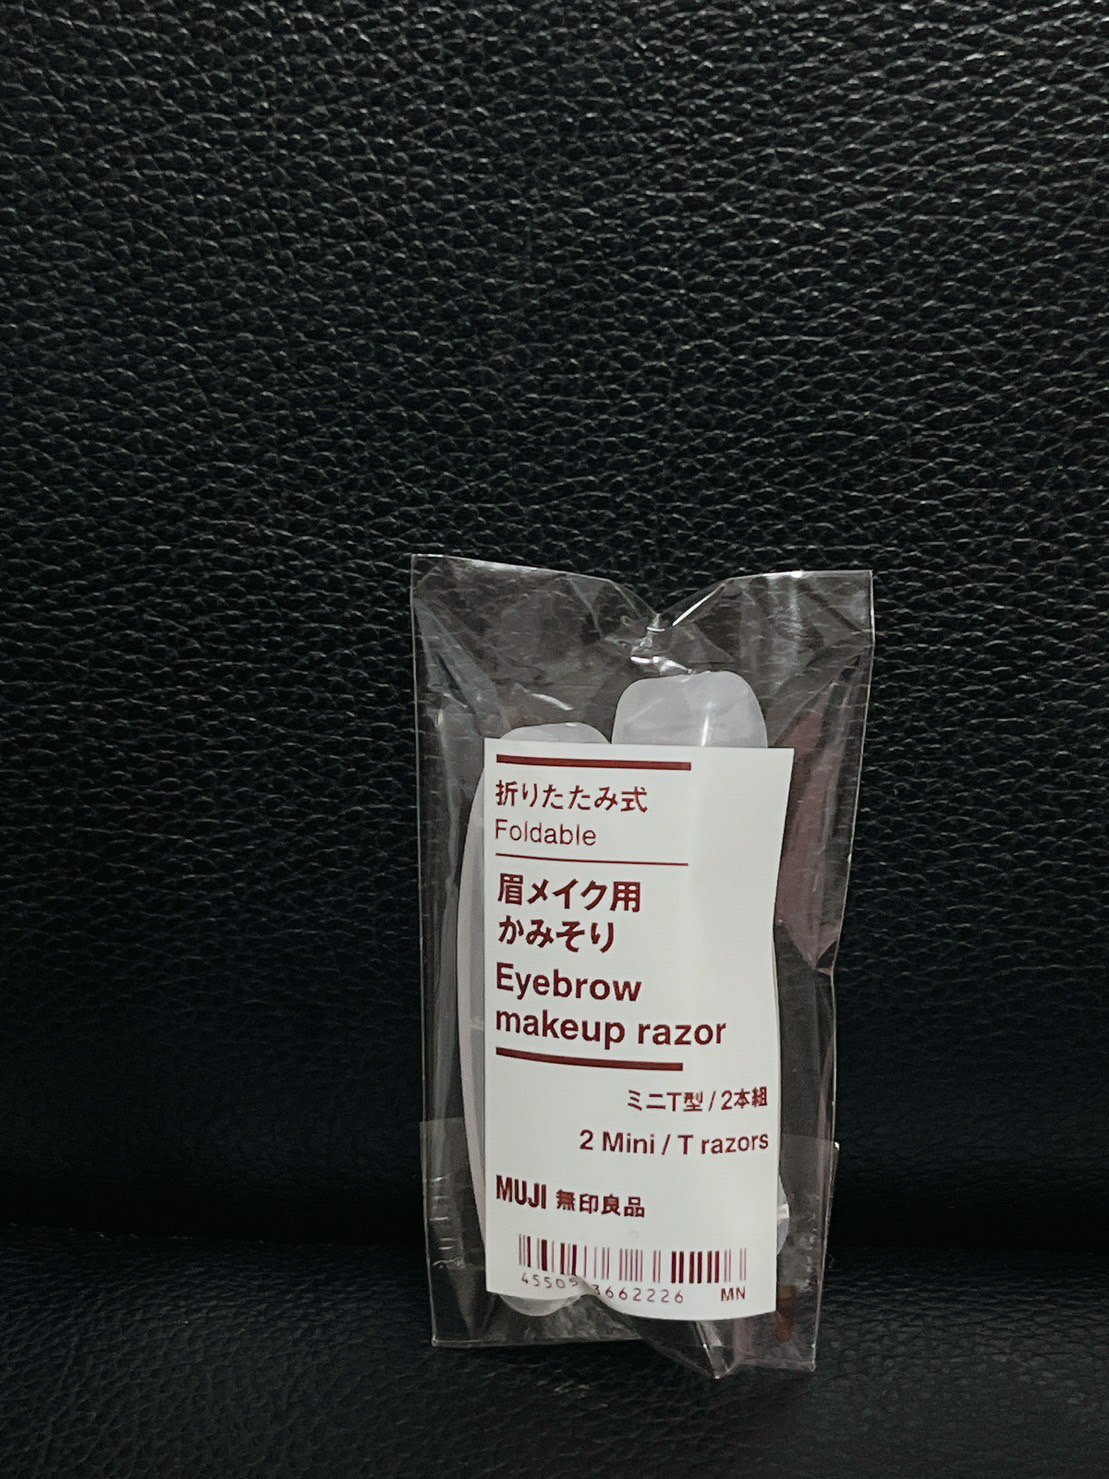 折りたたみ式
Foldable
眉メイク用
かみそり
Eyebrow
makeup razor
ミニT型 / 2本組
2 Mini / T razors
MUJI 無印良品
MN